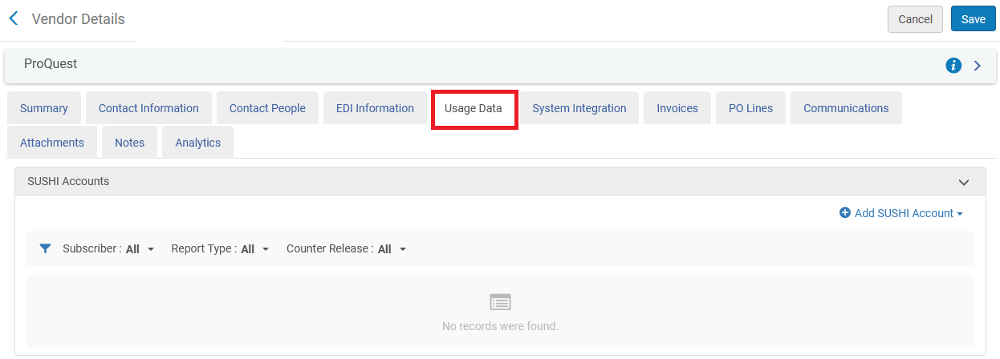 Vendor Details Cancel Save
ProQuest
Summary Contact Information Contact People EDI Information Usage Data System Integration Invoices PO Lines Communications
Attachments Notes Analytics
SUSHI Accounts
Add SUSHI Account
Subscriber : All Report Type : All Counter Release : All
No records were found.